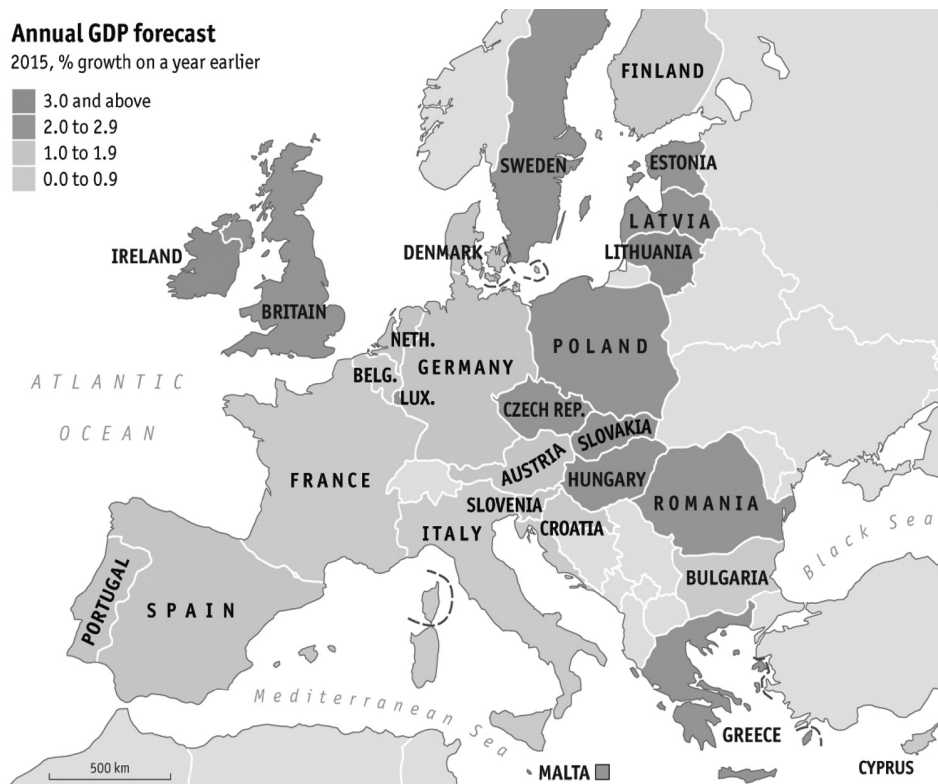 Annual GDP forecast
2015, % growth on a year earlier
3.0 and above
2.0 to 2.9
1.0 to 1.9
0.0 to 0.9
FINLAND
SWEDEN
ESTONIA
LATVIA
LITHUANIA
IRELAND
DENMARK
BRITAIN
NETH.
POLAND
BELG.
GERMANY
ATLANTIC
OCEAN
LUX.
CZECH REP.
SLOVAKIA
AUSTRIA
FRANCE
HUNGARY
SLOVENIA
ROMANIA
ITALY
CROATIA
Black Sea
BULGARIA
PORTUGAL
SPAIN
Mediterranean Sea
GREECE
500 km
MALTA
CYPRUS